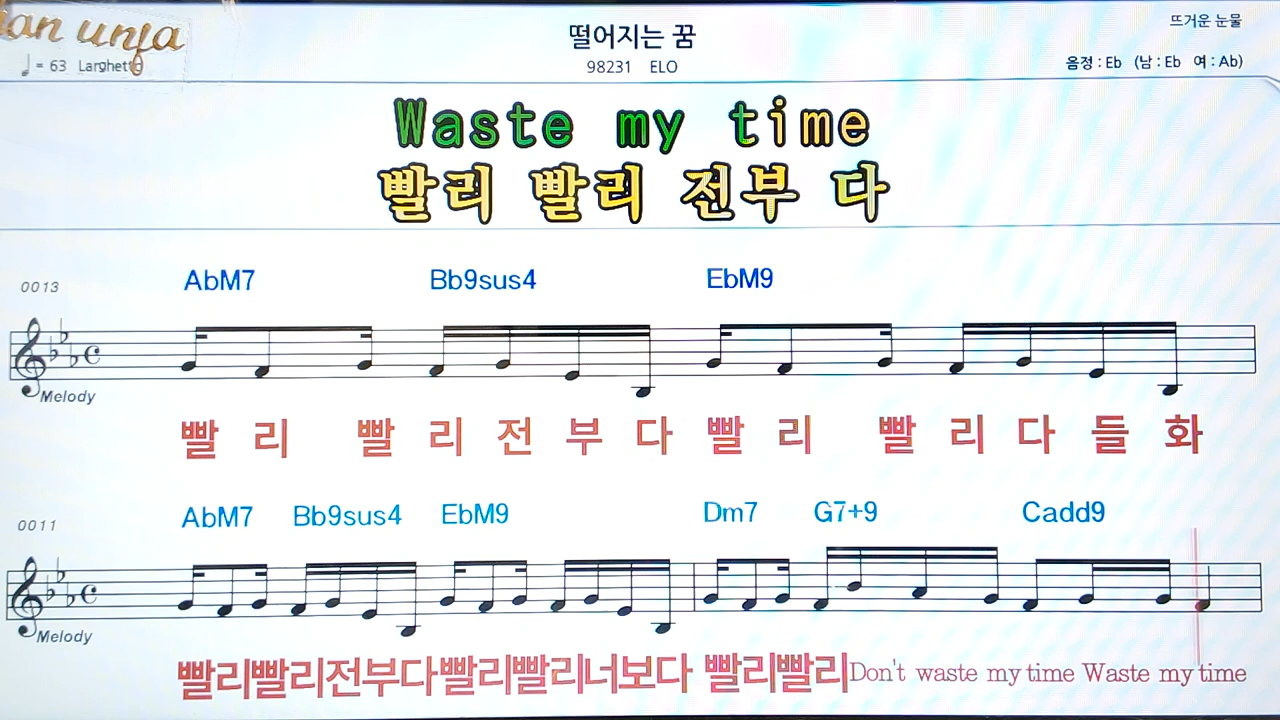 떨어지는 꿈
뜨거운 눈물
= 63 Larghetto
98231 ELO
음정 : Eb (남 : Eb 여 : Ab)
Waste my time
빨리 빨리 전부 다
0013
AbM7 Bb9sus4 EbM9
Melody
빨 리 빨 리 전 부 다 빨 리 빨 리 다 들 화
0011
AbM7 Bb9sus4 EbM9 Dm7 G7+9 Cadd9
Melody
빨리빨리전부다빨리빨리너보다 빨리빨리Don't waste my time Waste my time